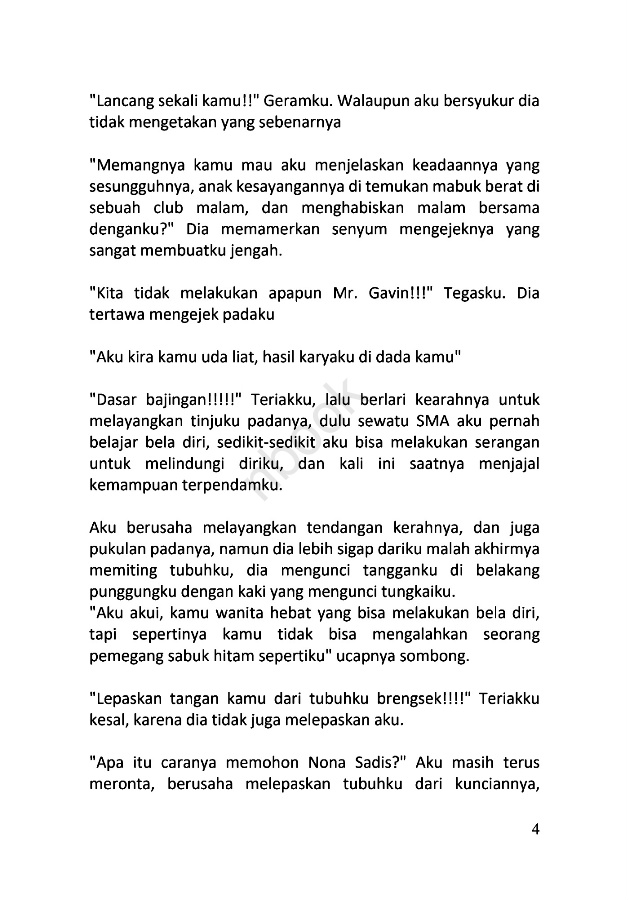 "Lancang sekali kamu!!" Geramku. Walaupun aku bersyukur dia
tidak mengetakan yang sebenarnya
"Memangnya kamu mau aku menjelaskan keadaannya yang
sesungguhnya, anak kesayangannya di temukan mabuk berat di
sebuah club malam, dan menghabiskan malam bersama
denganku?" Dia memamerkan senyum mengejeknya yang
sangat membuatku jengah.
"Kita tidak melakukan apapun Mr. Gavin!!!" Tegasku. Dia
tertawa mengejek padaku
"Aku kira kamu uda liat, hasil karyaku di dada kamu"
"Dasar bajingan!!!!!" Teriakku, lalu berlari kearahnya untuk
melayangkan tinjuku padanya, dulu sewatu SMA aku pernah
belajar bela diri, sedikit-sedikit aku bisa melakukan serangan
untuk melindungi diriku, dan kali ini saatnya menjajal
kemampuan terpendamku.
Aku berusaha melayangkan tendangan kerahnya, dan juga
pukulan padanya, namun dia lebih sigap dariku malah akhirmya
memiting tubuhku, dia mengunci tangganku di belakang
punggungku dengan kaki yang mengunci tungkaiku.
"Aku akui, kamu wanita hebat yang bisa melakukan bela diri,
tapi sepertinya kamu tidak bisa mengalahkan seorang
pemegang sabuk hitam sepertiku" ucapnya sombong.
"Lepaskan tangan kamu dari tubuhku brengsek!!!!" Teriakku
kesal, karena dia tidak juga melepaskan aku.
"Apa itu caranya memohon Nona Sadis?" Aku masih terus
meronta, berusaha melepaskan tubuhku dari kunciannya,
4
nbook